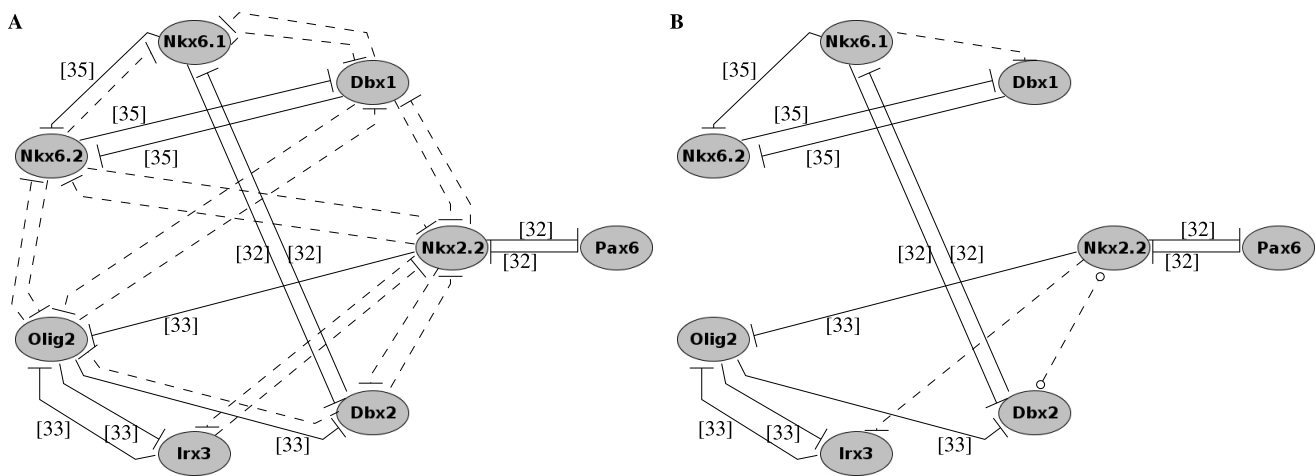 A
Nkx6.1
Dbx1
[35]
[35]
[35]
Nkx6.2
[32]
[32]
Nkx2.2
[32]
[32]
Pax6
Olig2
[33]
Dbx2
[33]
[33]
[33]
Irx3
B
Nkx6.1
Dbx1
[35]
[35]
[35]
Nkx6.2
[32]
[32]
Nkx2.2
[32]
[32]
Pax6
Olig2
[33]
Dbx2
[33]
[33]
[33]
Irx3